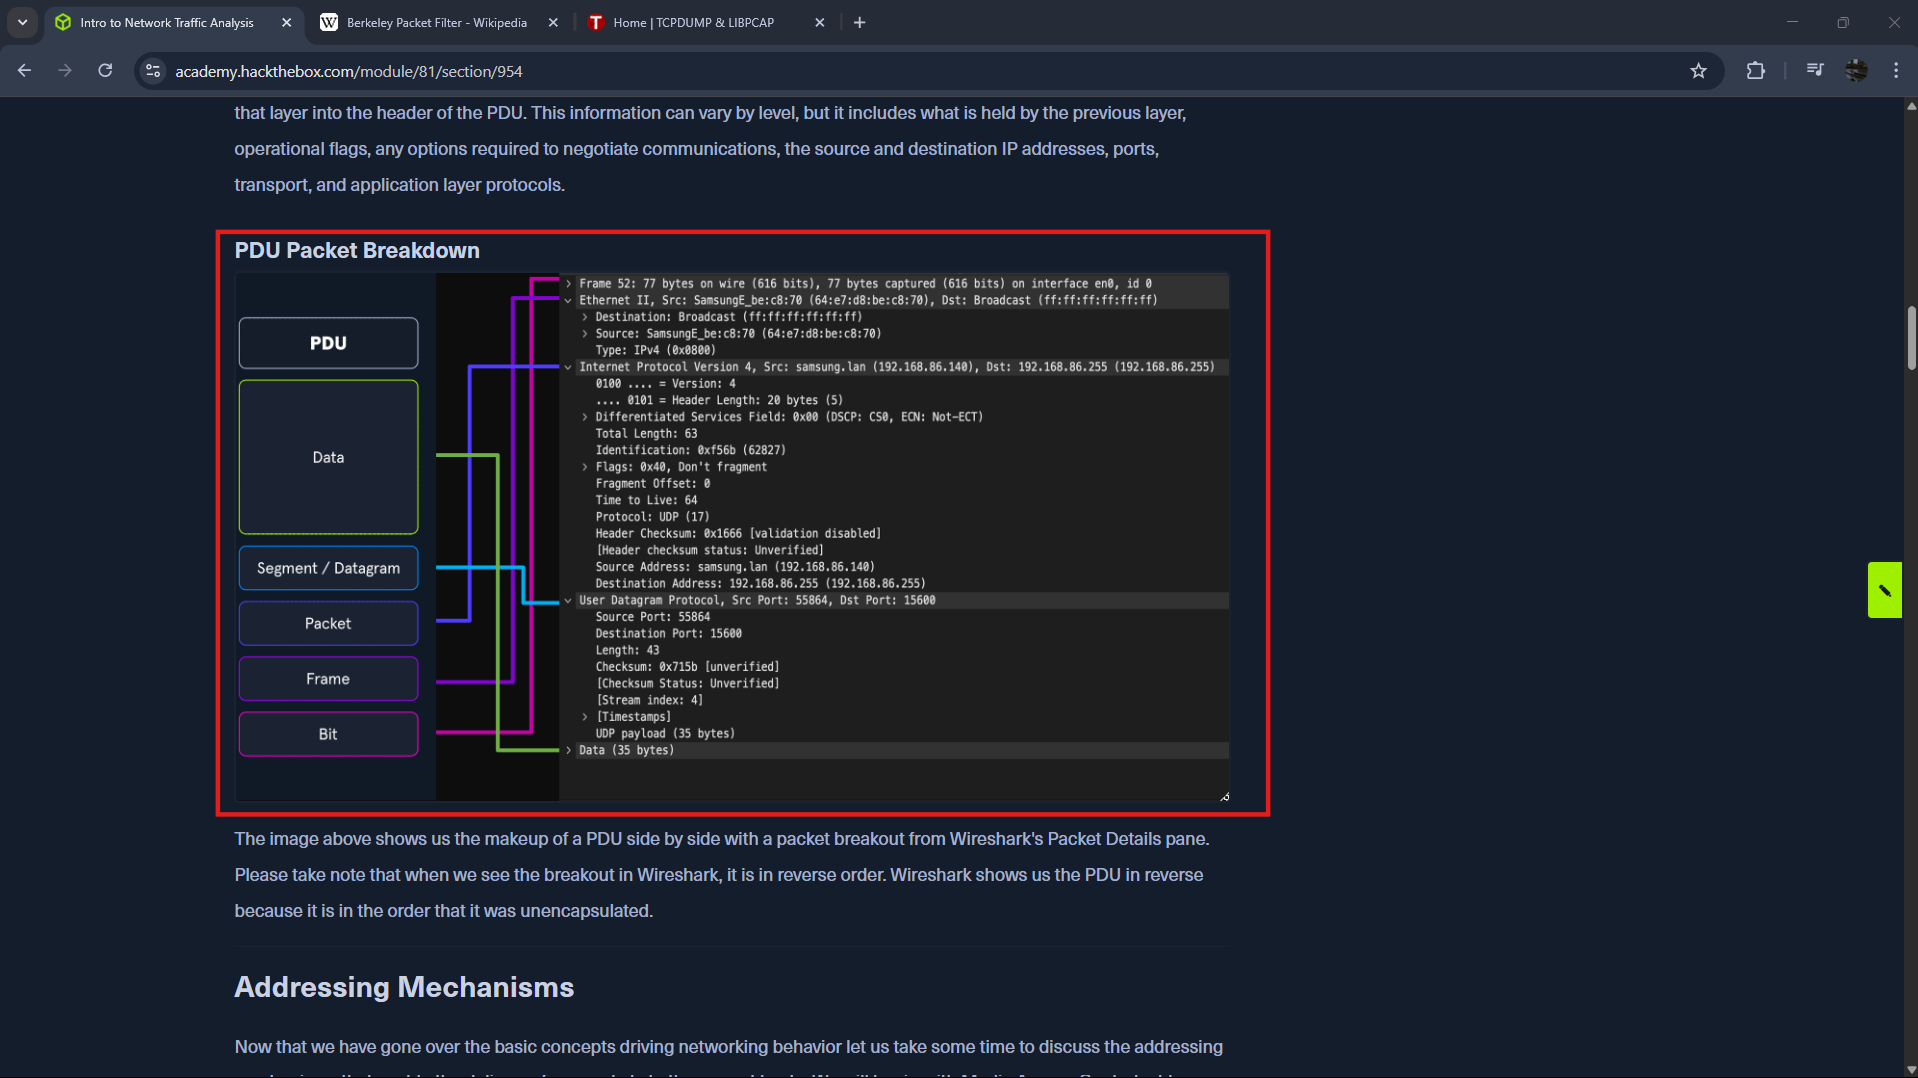 Intro to Network Traffic Analysis
Berkeley Packet Filter - Wikipedia
Home | TCPDUMP & LIBPCAP
academy.hackthebox.com/module/81/section/954
that layer into the header of the PDU. This information can vary by level, but it includes what is held by the previous layer,
operational flags, any options required to negotiate communications, the source and destination IP addresses, ports,
transport, and application layer protocols.
PDU Packet Breakdown
PDU
Data
Segment / Datagram
Packet
Frame
Bit
Frame 52: 77 bytes on wire (616 bits), 77 bytes captured (616 bits) on interface en0, id 0
Ethernet II, Src: SamsungE_be:c8:70 (64:e7:d8:be:c8:70), Dst: Broadcast (ff:ff:ff:ff:ff:ff)
Destination: Broadcast (ff:ff:ff:ff:ff:ff)
Source: SamsungE_be:c8:70 (64:e7:d8:be:c8:70)
Type: IPv4 (0x0800)
Internet Protocol Version 4, Src: samsung.lan (192.168.86.140), Dst: 192.168.86.255 (192.168.86.255)
0100 .... = Version: 4
.... 0101 = Header Length: 20 bytes (5)
Differentiated Services Field: 0x00 (DSCP: CS0, ECN: Not-ECT)
Total Length: 63
Identification: 0xf56b (62827)
Flags: 0x40, Don't fragment
Fragment Offset: 0
Time to Live: 64
Protocol: UDP (17)
Header Checksum: 0x1666 [validation disabled]
[Header checksum status: Unverified]
Source Address: samsung.lan (192.168.86.140)
Destination Address: 192.168.86.255 (192.168.86.255)
User Datagram Protocol, Src Port: 55864, Dst Port: 15600
Source Port: 55864
Destination Port: 15600
Length: 43
Checksum: 0x715b [unverified]
[Checksum Status: Unverified]
[Stream index: 4]
[Timestamps]
UDP payload (35 bytes)
Data (35 bytes)
The image above shows us the makeup of a PDU side by side with a packet breakout from Wireshark's Packet Details pane.
Please take note that when we see the breakout in Wireshark, it is in reverse order. Wireshark shows us the PDU in reverse
because it is in the order that it was unencapsulated.
Addressing Mechanisms
Now that we have gone over the basic concepts driving networking behavior let us take some time to discuss the addressing